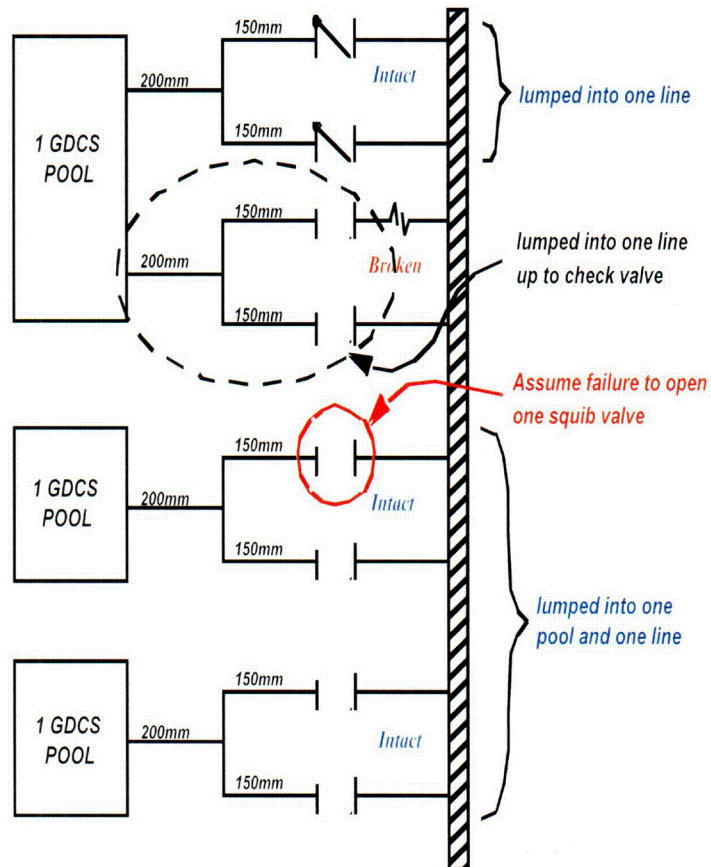 150mm
Intact
200mm
lumped into one line
150mm
1 GDCS
POOL
150mm
lumped into one line
up to check valve
200mm
Broken
150mm
Assume failure to open
one squib valve
150mm
1 GDCS
POOL
200mm
Intact
150mm
lumped into one
pool and one line
150mm
1 GDCS
POOL
200mm
Intact
150mm